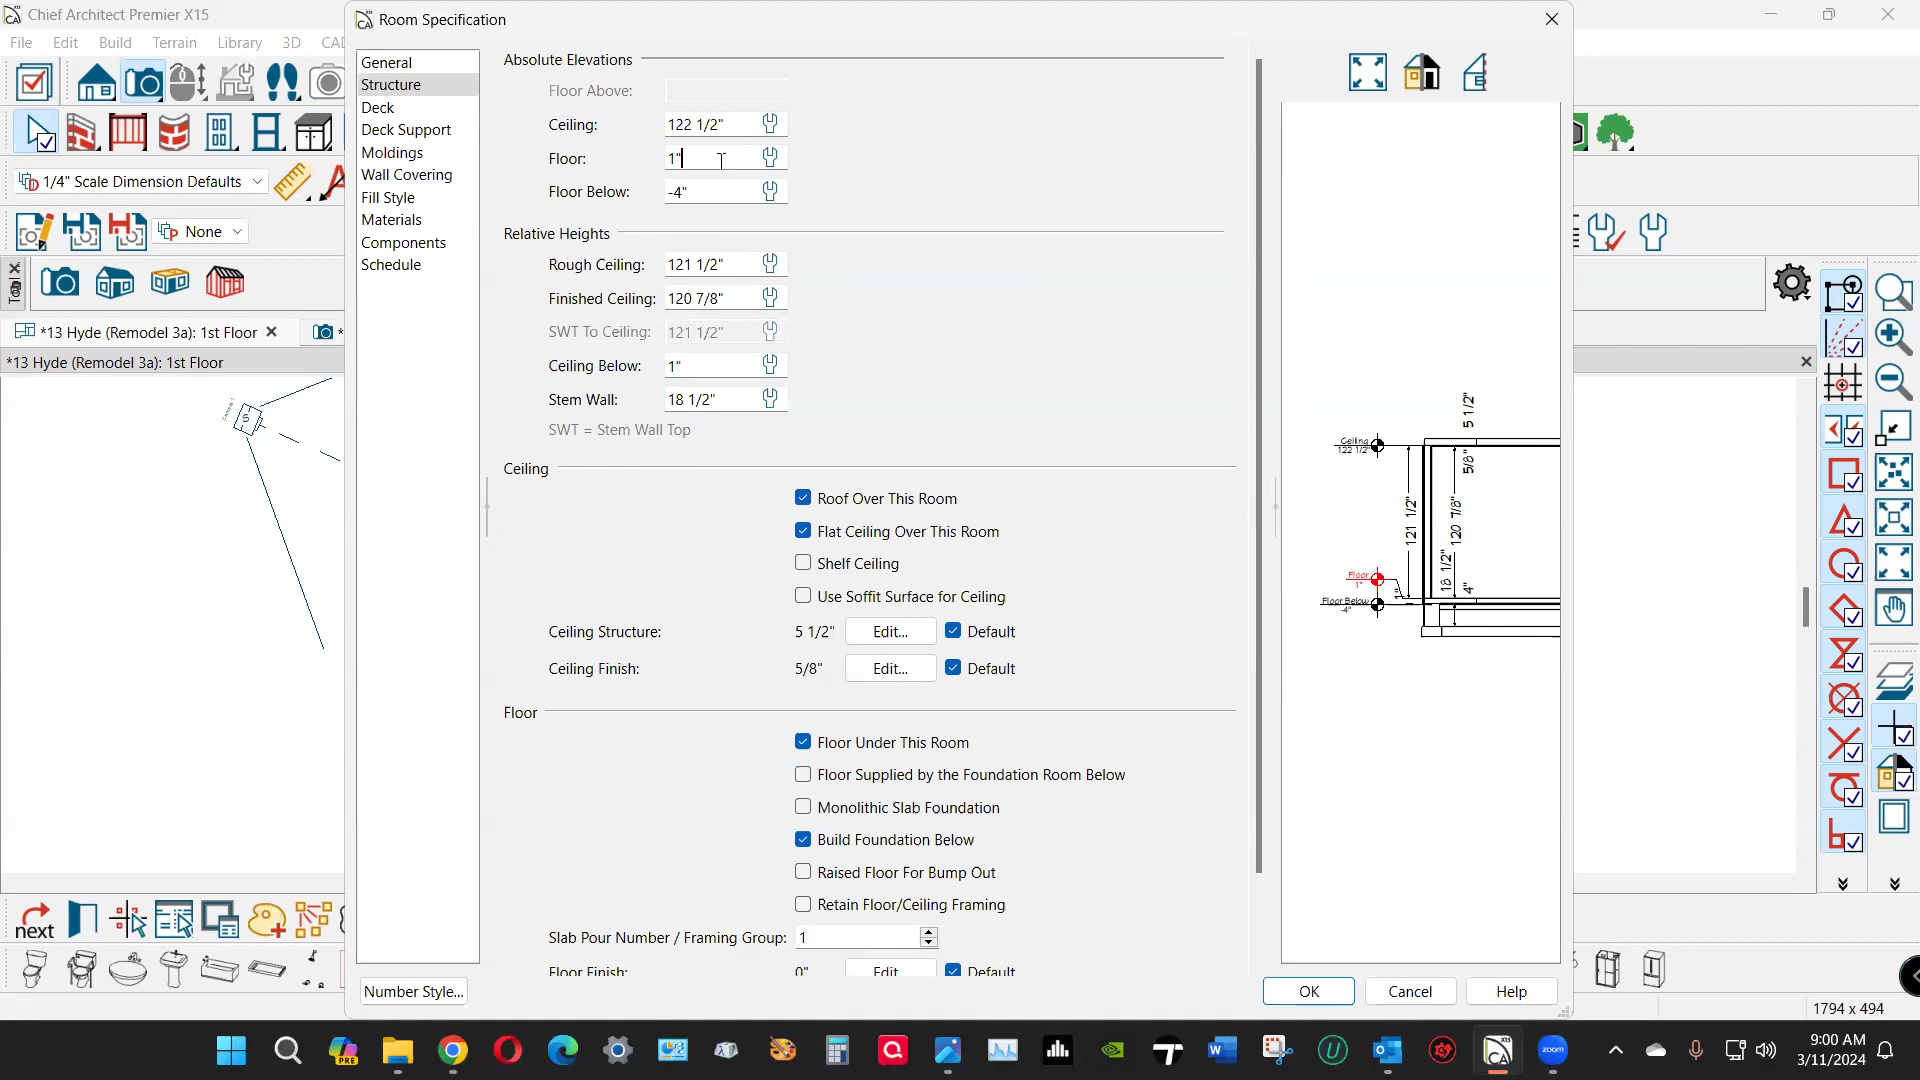 Chief Architect Premier X15
Room Specification
File Edit Build Terrain Library 3D CAD
General
Structure
Deck
Deck Support
Moldings
Wall Covering
Fill Style
Materials
Components
Schedule
Absolute Elevations
Floor Above:
Ceiling: 122 1/2"
Floor: 1"
Floor Below: -4"
Relative Heights
Rough Ceiling: 121 1/2"
Finished Ceiling: 120 7/8"
SWT To Ceiling: 121 1/2"
Ceiling Below: 1"
Stem Wall: 18 1/2"
SWT = Stem Wall Top
Ceiling
Roof Over This Room
Flat Ceiling Over This Room
Shelf Ceiling
Use Soffit Surface for Ceiling
Ceiling Structure: 5 1/2" Edit... Default
Ceiling Finish: 5/8" Edit... Default
Floor
Floor Under This Room
Floor Supplied by the Foundation Room Below
Monolithic Slab Foundation
Build Foundation Below
Raised Floor For Bump Out
Retain Floor/Ceiling Framing
Slab Pour Number / Framing Group: 1
Floor Finish: 0" Edit Default
Number Style...
OK Cancel Help
1/4" Scale Dimension Defaults
None
*13 Hyde (Remodel 3a): 1st Floor
*13 Hyde (Remodel 3a): 1st Floor
S
5 1/2"
Ceiling
122 1/2"
5/8"
121 1/2"
120 7/8"
18 1/2"
4"
Floor
1"
1"
Floor Below
-4"
next
1794 x 494
PRE
W
zoom
X15
9:00 AM
3/11/2024